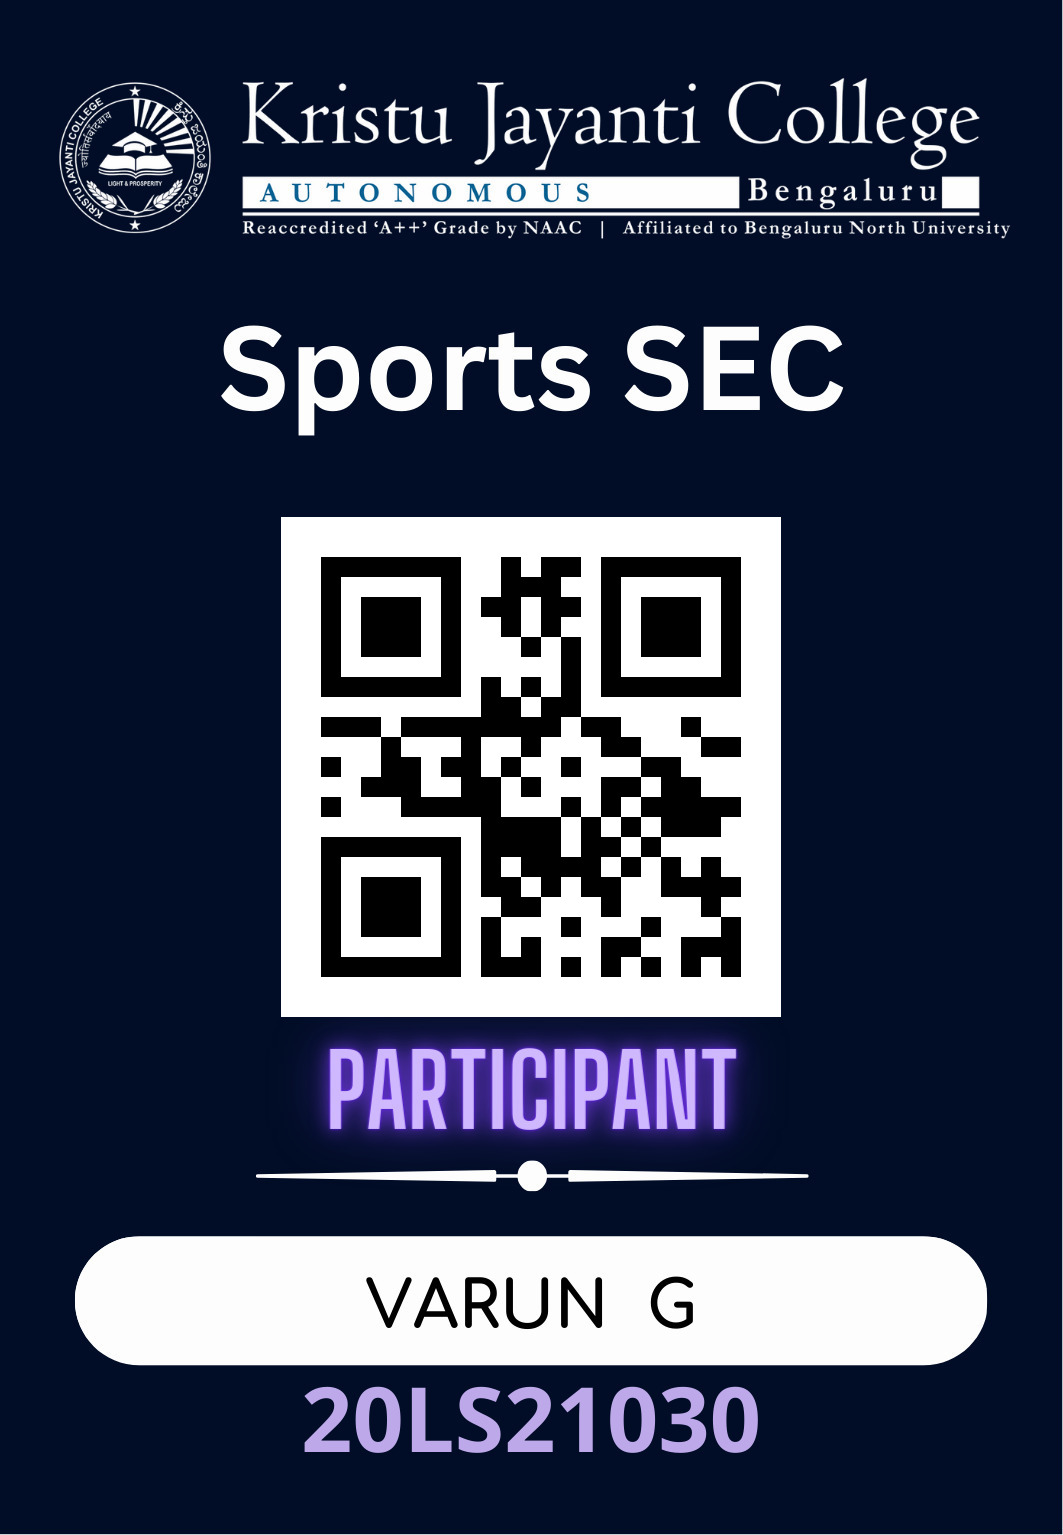 KRISTU JAYANTI COLLEGE
ಕ್ರಿಸ್ತು ಜಯಂತಿ ಕಾಲೇಜು
LIGHT & PROSPERITY
Kristu Jayanti College
AUTONOMOUS Bengaluru
Reaccredited ‘A++’ Grade by NAAC | Affiliated to Bengaluru North University
Sports SEC
PARTICIPANT
VARUN G
20LS21030